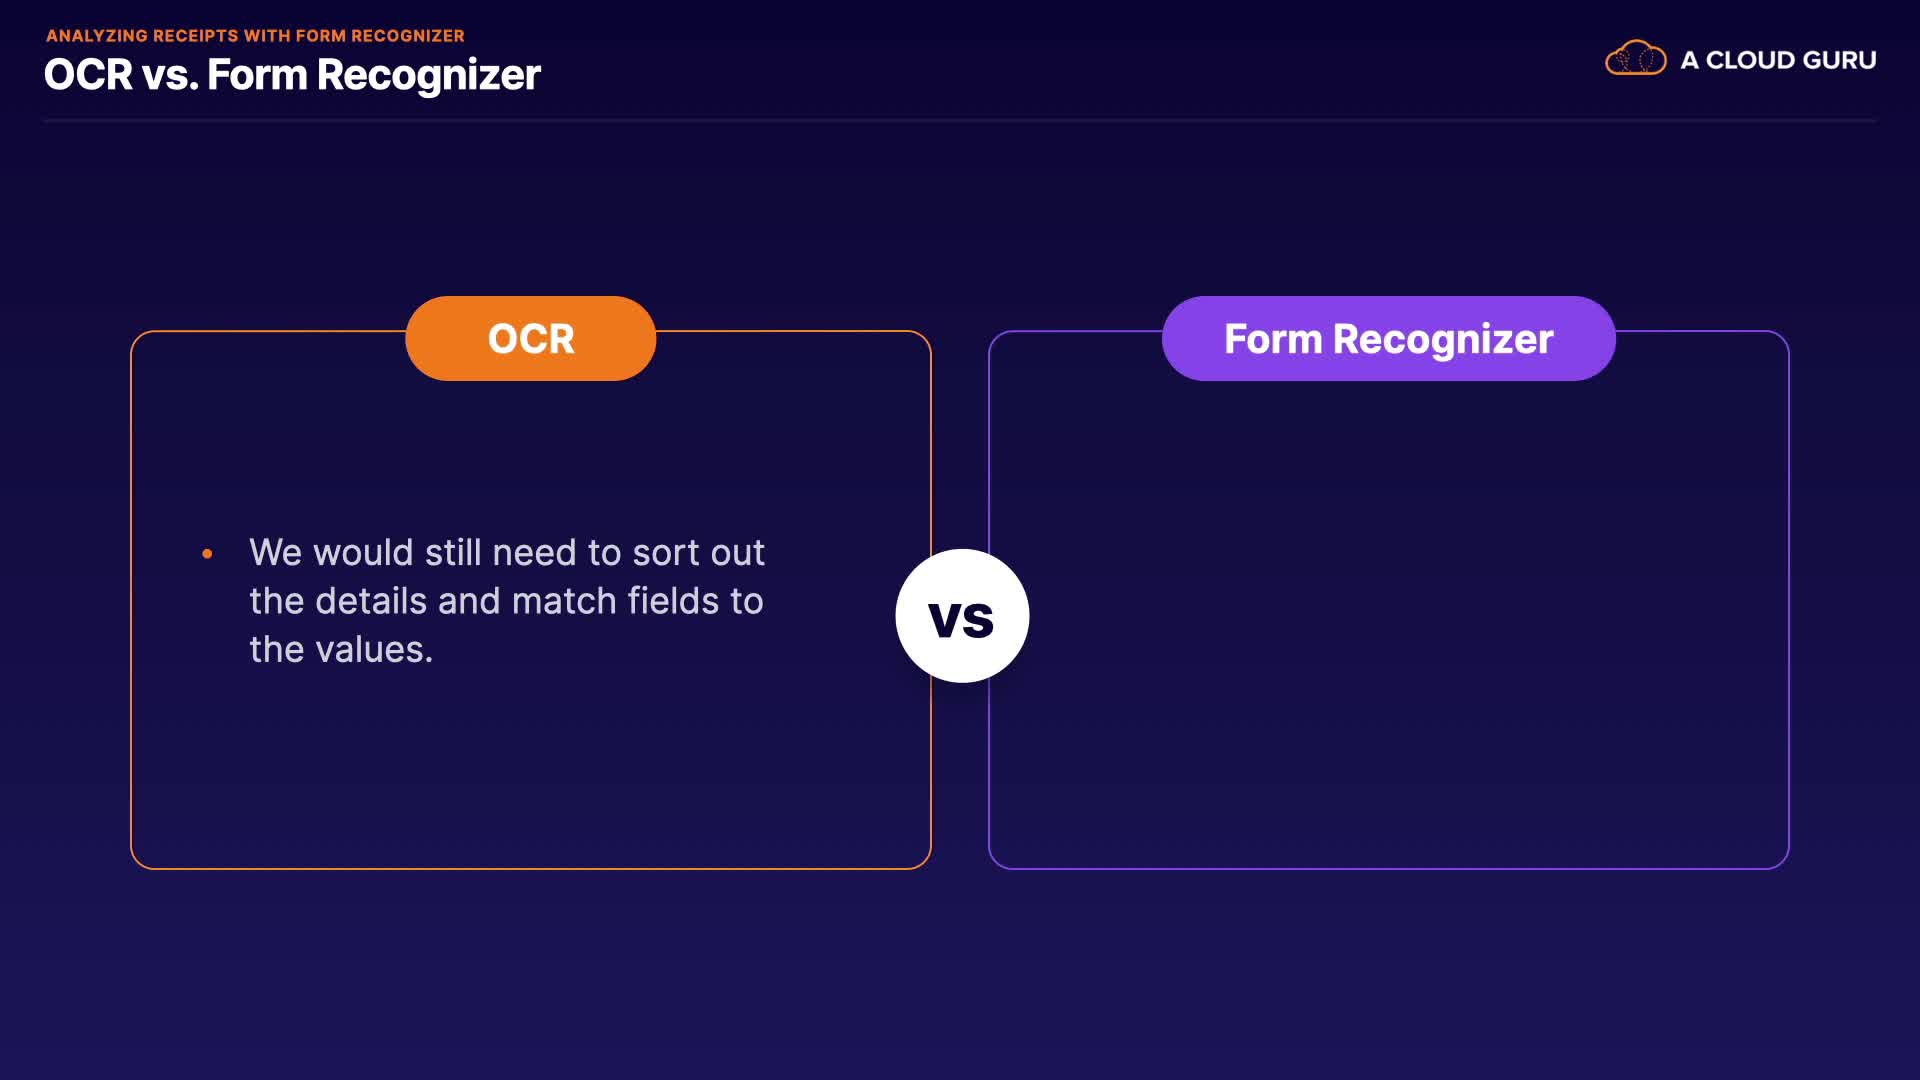 ANALYZING RECEIPTS WITH FORM RECOGNIZER
OCR vs. Form Recognizer
A CLOUD GURU
OCR
• We would still need to sort out
the details and match fields to
the values.
vs
Form Recognizer